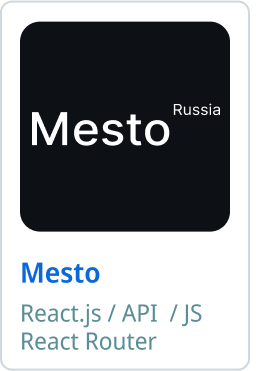 Russia
Mesto
Mesto
React.js / API  / JS
React Router